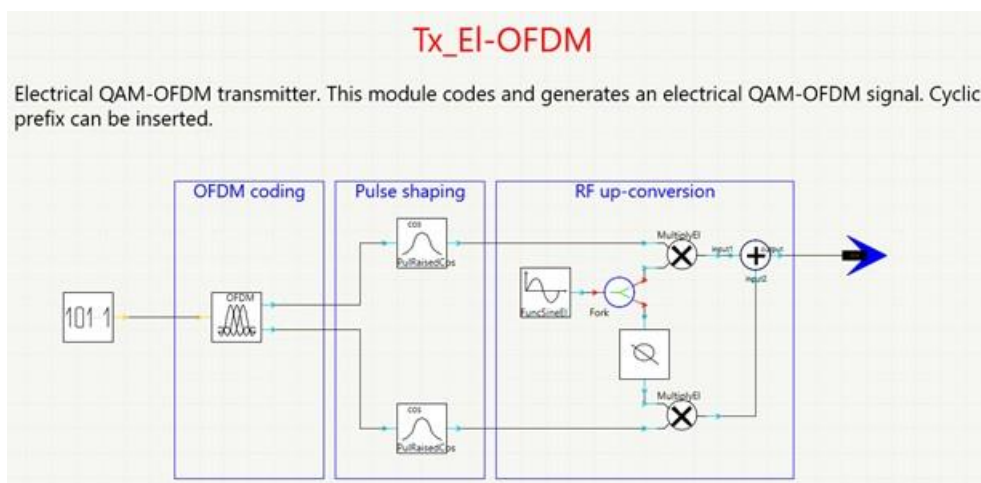 Tx_El-OFDM
Electrical QAM-OFDM transmitter. This module codes and generates an electrical QAM-OFDM signal. Cyclic
prefix can be inserted.
OFDM coding
Pulse shaping
RF up-conversion
cos
PulRaisedCos
MultiplyEl
input1
output
input2
OFDM
101 1
FuncSineEl
Fork
MultiplyEl
cos
PulRaisedCos